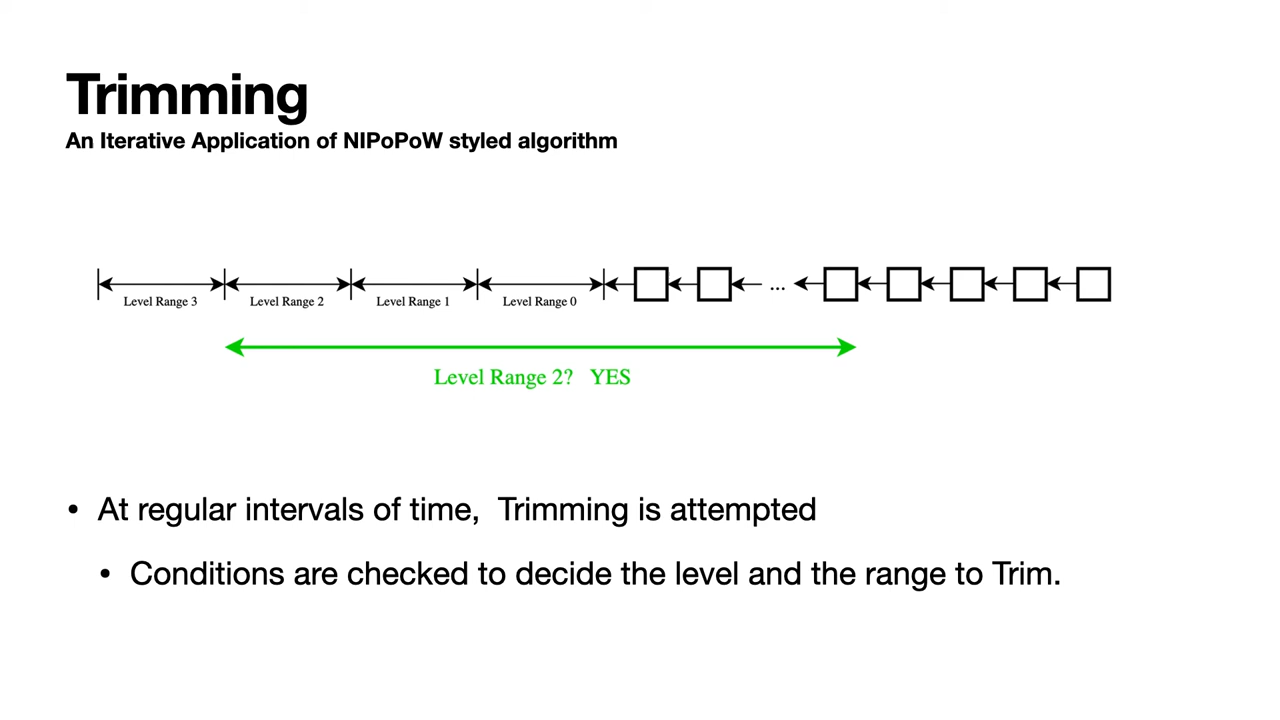 Trimming
An Iterative Application of NIPoPoW styled algorithm
Level Range 3 Level Range 2 Level Range 1 Level Range 0 ...
Level Range 2? YES
• At regular intervals of time, Trimming is attempted
• Conditions are checked to decide the level and the range to Trim.